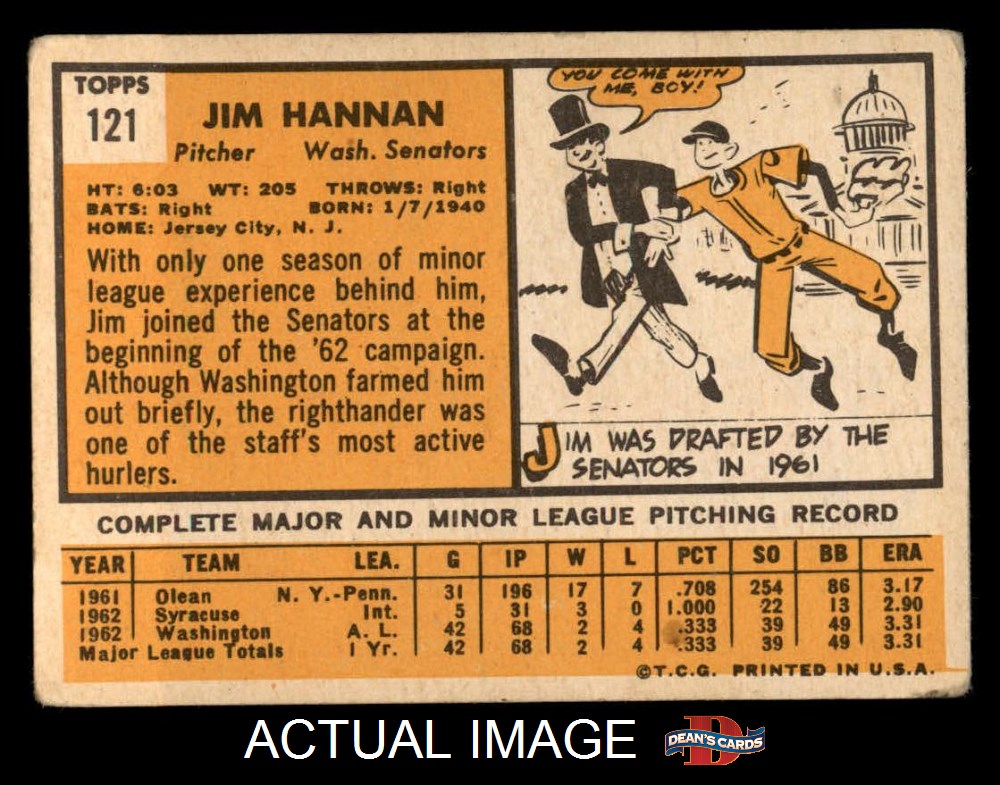 TOPPS
121
JIM HANNAN
Pitcher Wash. Senators
HT: 6:03 WT: 205 THROWS: Right
BATS: Right BORN: 1/7/1940
HOME: Jersey City, N. J.
With only one season of minor
league experience behind him,
Jim joined the Senators at the
beginning of the '62 campaign.
Although Washington farmed him
out briefly, the righthander was
one of the staff's most active
hurlers.
YOU COME WITH
ME, BOY!
JIM WAS DRAFTED BY THE
SENATORS IN 1961
COMPLETE MAJOR AND MINOR LEAGUE PITCHING RECORD
YEAR TEAM LEA. G IP W L PCT SO BB ERA
1961 Olean N. Y.-Penn. 31 196 17 7 .708 254 86 3.17
1962 Syracuse Int. 5 31 3 0 1.000 22 13 2.90
1962 Washington A. L. 42 68 2 4 .333 39 49 3.31
Major League Totals 1 Yr. 42 68 2 4 .333 39 49 3.31
©T.C.G. PRINTED IN U.S.A.
ACTUAL IMAGE
D
DEAN'S CARDS